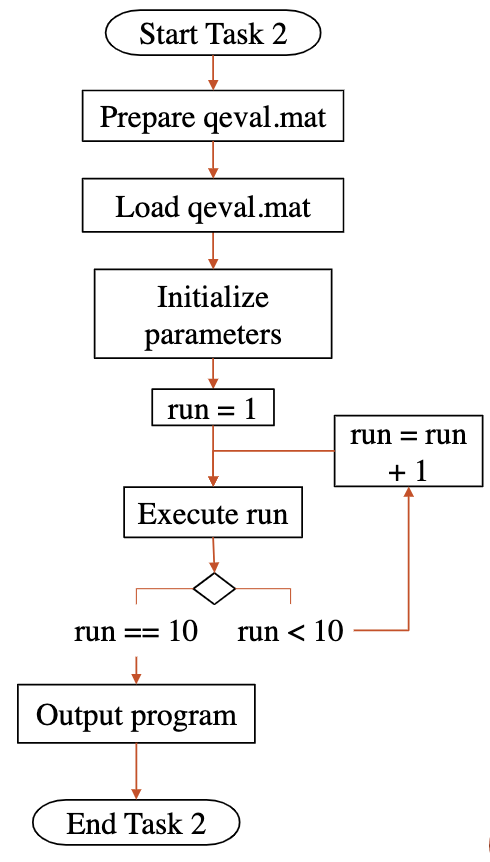 Start Task 2
Prepare qeval.mat
Load qeval.mat
Initialize
parameters
run = 1
run = run
+ 1
Execute run
run == 10
run < 10
Output program
End Task 2